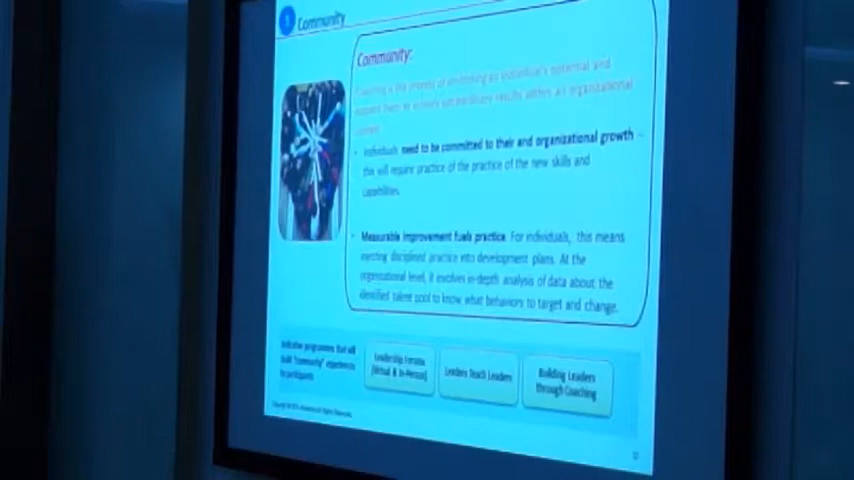 Community
Community:
Coaching is the process of unlocking an individual's potential and
support them to achieve extraordinary results within an organizational
context.
• Individuals need to be committed to their and organizational growth –
this will require practice of the practice of the new skills and
capabilities.
• Measurable improvement fuels practice. For individuals, this means
injecting disciplined practice into development plans. At the
organizational level, it involves in-depth analysis of data about the
identified talent pool to know what behaviors to target and change.
Indicative programmes that will
build "community" experiences
for participants
Leadership Forums
(Virtual & In-Person)
Leaders Teach Leaders
Building Leaders
through Coaching
All Rights Reserved.